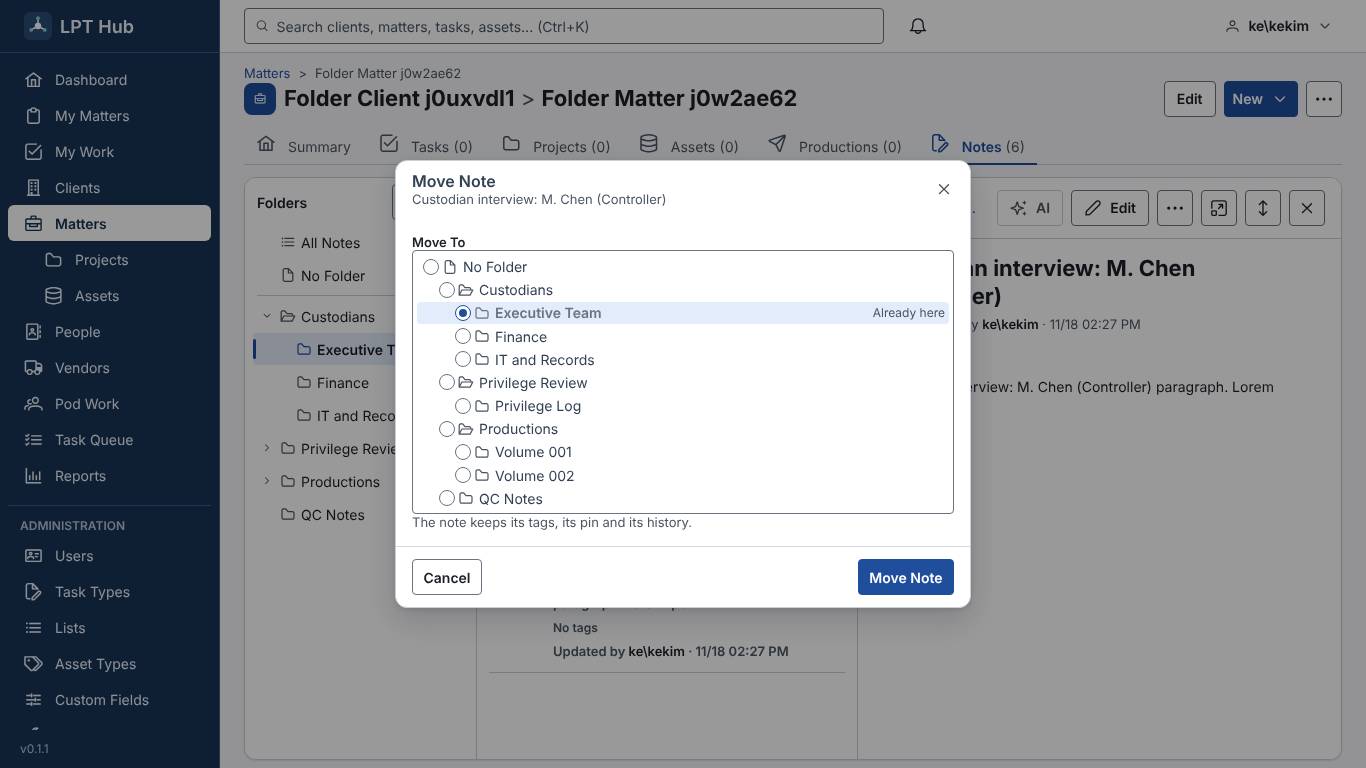 LPT Hub
Search clients, matters, tasks, assets... (Ctrl+K)
ke\kekim
Dashboard
My Matters
My Work
Clients
Matters
Projects
Assets
People
Vendors
Pod Work
Task Queue
Reports
ADMINISTRATION
Users
Task Types
Lists
Asset Types
Custom Fields
v0.1.1
Matters > Folder Matter j0w2ae62
Folder Client j0uxvdl1 > Folder Matter j0w2ae62
Edit
New
Summary
Tasks (0)
Projects (0)
Assets (0)
Productions (0)
Notes (6)
Folders
All Notes
No Folder
Custodians
Executive T
Finance
IT and Reco
Privilege Revie
Productions
QC Notes
Move Note
Custodian interview: M. Chen (Controller)
Move To
No Folder
Custodians
Executive Team
Already here
Finance
IT and Records
Privilege Review
Privilege Log
Productions
Volume 001
Volume 002
QC Notes
The note keeps its tags, its pin and its history.
Cancel
Move Note
No tags
Updated by ke\kekim · 11/18 02:27 PM
AI
Edit
n interview: M. Chen
er)
y ke\kekim · 11/18 02:27 PM
rview: M. Chen (Controller) paragraph. Lorem